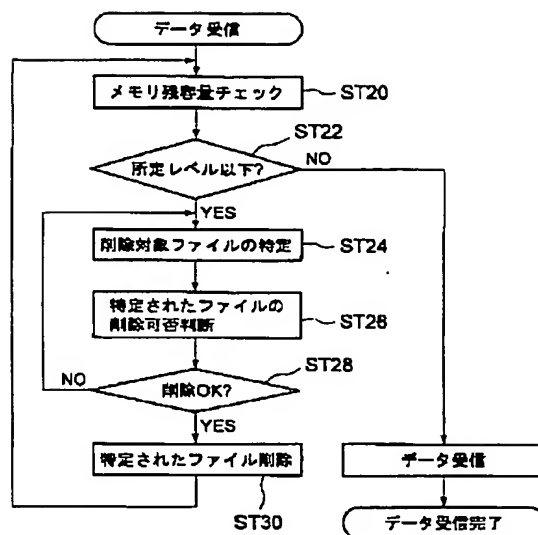 データ受信
メモリ残容量チェック
ST20
ST22
所定レベル以下?
NO
YES
削除対象ファイルの特定
ST24
特定されたファイルの
削除可否判断
ST26
ST28
NO
削除OK?
YES
特定されたファイル削除
データ受信
ST30
データ受信完了